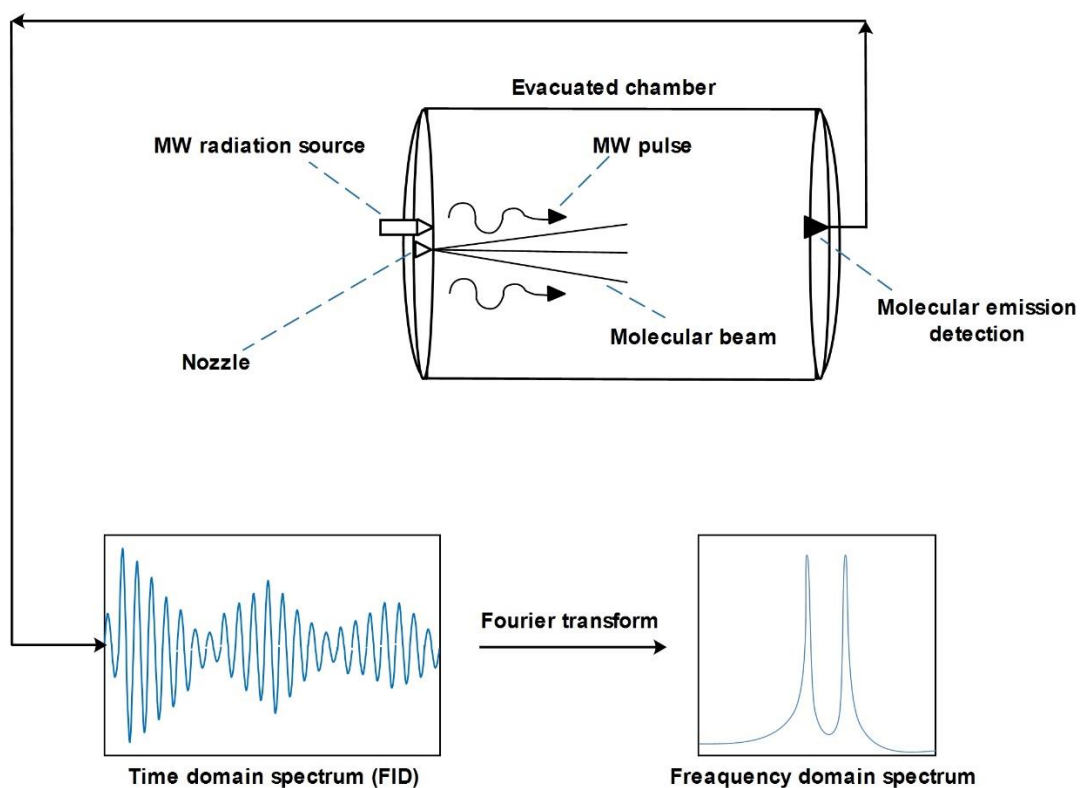 Evacuated chamber
MW radiation source
MW pulse
Nozzle
Molecular beam
Molecular emission
detection
Fourier transform
Time domain spectrum (FID)
Freaquency domain spectrum